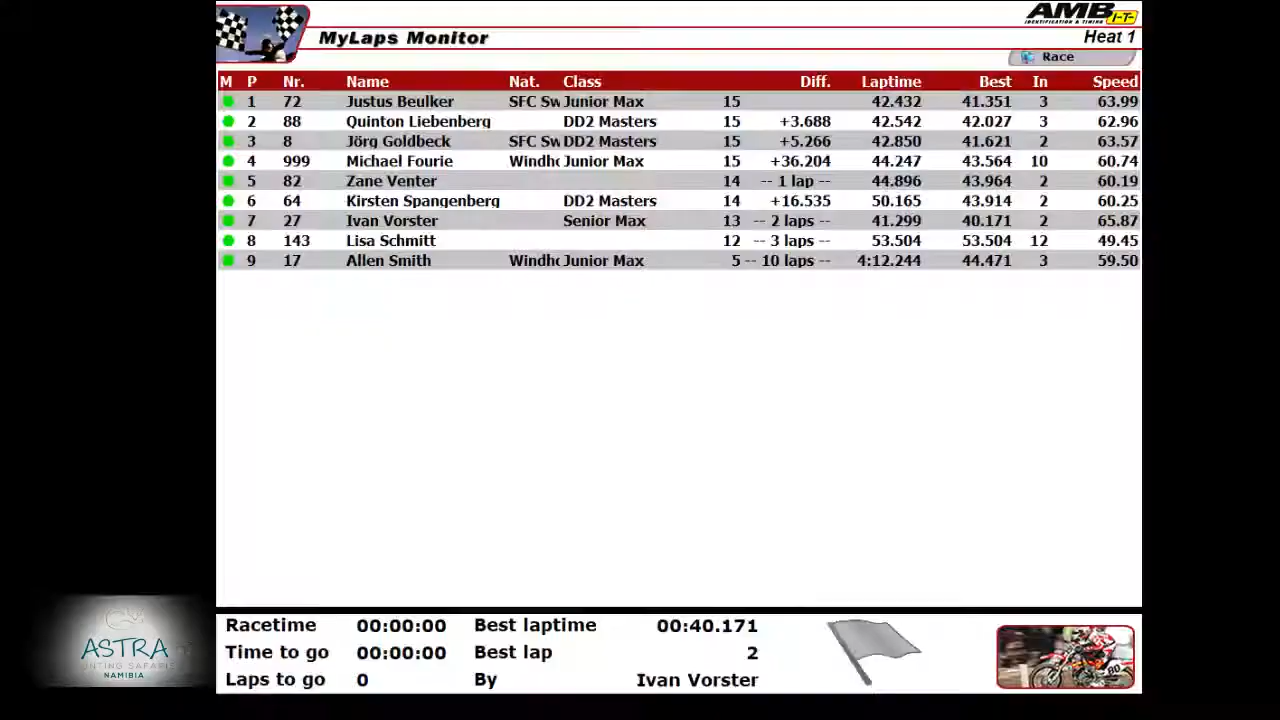 AMB i-T-
IDENTIFICATION & TIMING
MyLaps Monitor
Heat 1
Race
M P Nr. Name Nat. Class Diff. Laptime Best In Speed
1 72 Justus Beulker SFC Sw Junior Max 15 42.432 41.351 3 63.99
2 88 Quinton Liebenberg DD2 Masters 15 +3.688 42.542 42.027 3 62.96
3 8 Jörg Goldbeck SFC Sw DD2 Masters 15 +5.266 42.850 41.621 2 63.57
4 999 Michael Fourie Windh Junior Max 15 +36.204 44.247 43.564 10 60.74
5 82 Zane Venter 14 -- 1 lap -- 44.896 43.964 2 60.19
6 64 Kirsten Spangenberg DD2 Masters 14 +16.535 50.165 43.914 2 60.25
7 27 Ivan Vorster Senior Max 13 -- 2 laps -- 41.299 40.171 2 65.87
8 143 Lisa Schmitt 12 -- 3 laps -- 53.504 53.504 12 49.45
9 17 Allen Smith Windh Junior Max 5 -- 10 laps -- 4:12.244 44.471 3 59.50
Racetime 00:00:00 Best laptime 00:40.171
Time to go 00:00:00 Best lap 2
Laps to go 0 By Ivan Vorster
80
ASTRA
NTING SAFARIS
NAMIBIA